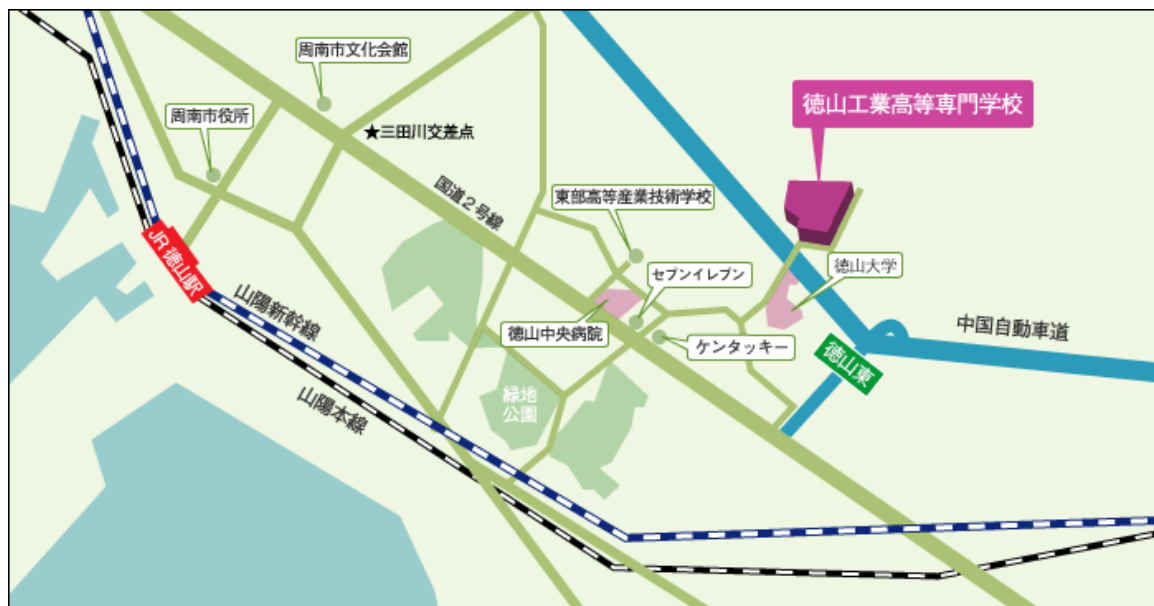 周南市文化会館
周南市役所
★三田川交差点
徳山工業高等専門学校
国道2号線
東部高等産業技術学校
徳山大学
セブンイレブン
JR 徳山駅
山陽新幹線
徳山中央病院
ケンタッキー
中国自動車道
徳山東
山陽本線
緑地
公園